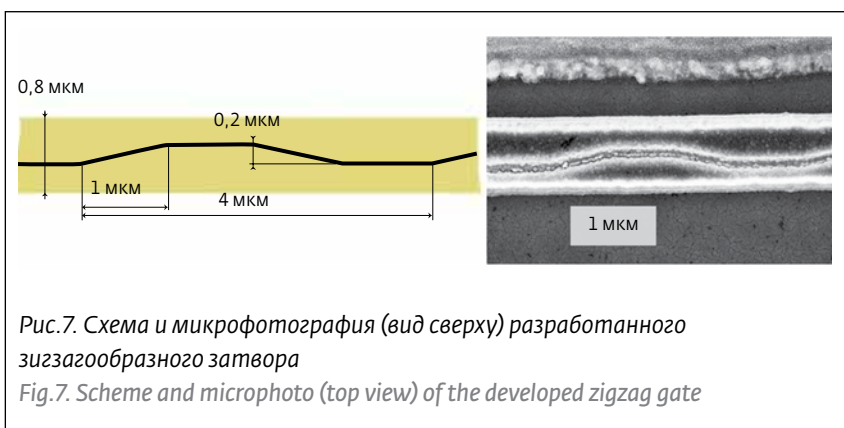 0,8 мкм
0,2 мкм
1 мкм
4 мкм
1 мкм
Рис.7. Схема и микрофотография (вид сверху) разработанного
зигзагообразного затвора
Fig.7. Scheme and microphoto (top view) of the developed zigzag gate